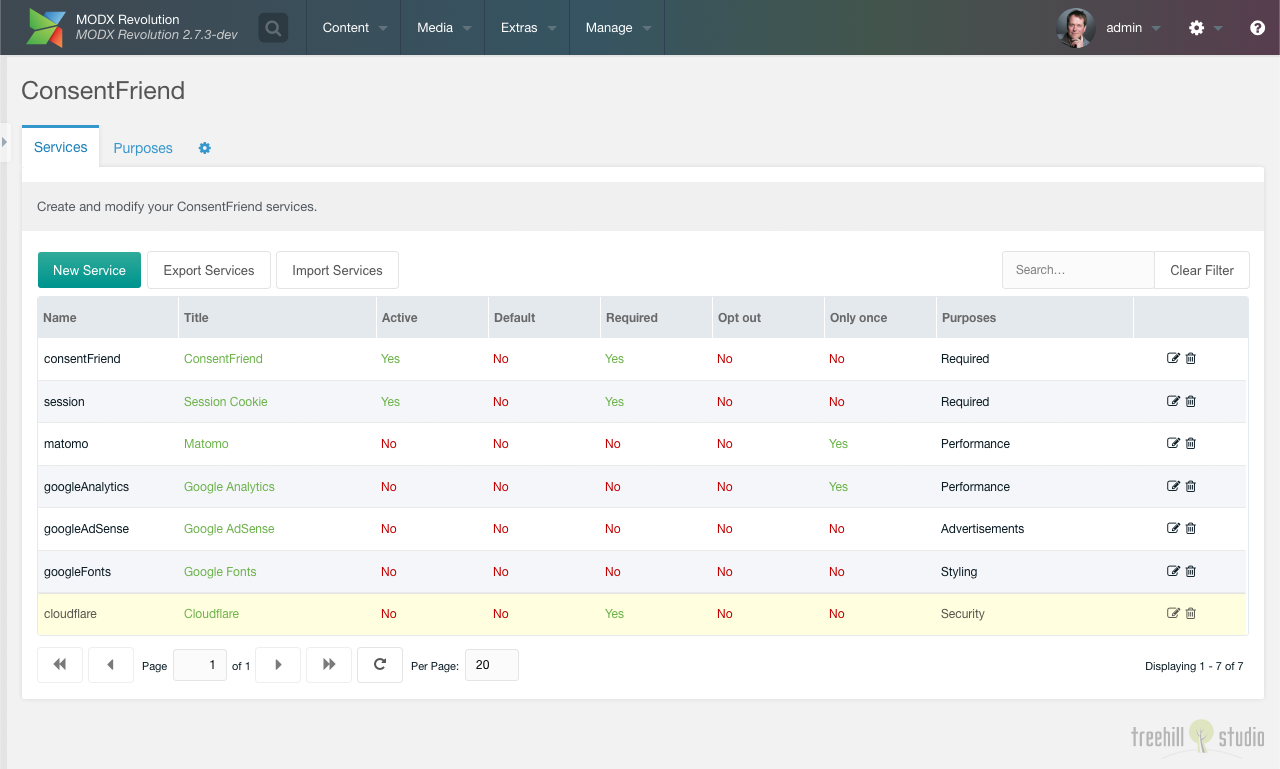 MODX Revolution
MODX Revolution 2.7.3-dev
Content Media Extras Manage admin
ConsentFriend
Services Purposes
Create and modify your ConsentFriend services.
New Service Export Services Import Services Search... Clear Filter
Name Title Active Default Required Opt out Only once Purposes
consentFriend ConsentFriend Yes No Yes No No Required
session Session Cookie Yes No Yes No No Required
matomo Matomo No No No No Yes Performance
googleAnalytics Google Analytics No No No No Yes Performance
googleAdSense Google AdSense No No No No No Advertisements
googleFonts Google Fonts No No No No No Styling
cloudflare Cloudflare No No Yes No No Security
Page 1 of 1 Per Page: 20 Displaying 1 - 7 of 7
treehill studio